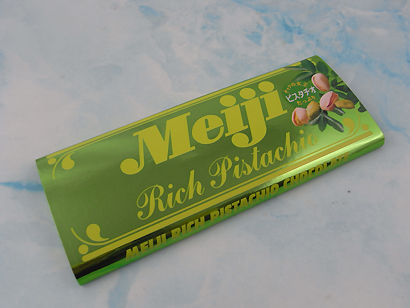 Meiji
ピスタチオ
Rich Pistachio
MEIJI RICH PISTACHIO CHOCOLATE